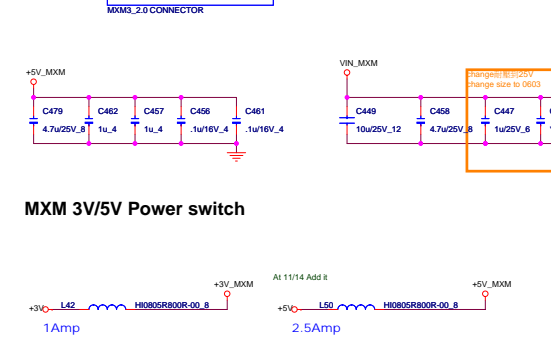 MXM3_2.0 CONNECTOR
+5V_MXM
VIN_MXM
change耐壓到25V
change size to 0603
C479
C462
C457
C456
C461
C449
C458
C447
4.7u/25V_8
1u_4
1u_4
.1u/16V_4
.1u/16V_4
10u/25V_12
4.7u/25V_8
1u/25V_6
MXM 3V/5V Power switch
At 11/14 Add it
+3V_MXM
+5V_MXM
+3V
L42
HI0805R800R-00_8
+5V
L50
HI0805R800R-00_8
1Amp
2.5Amp